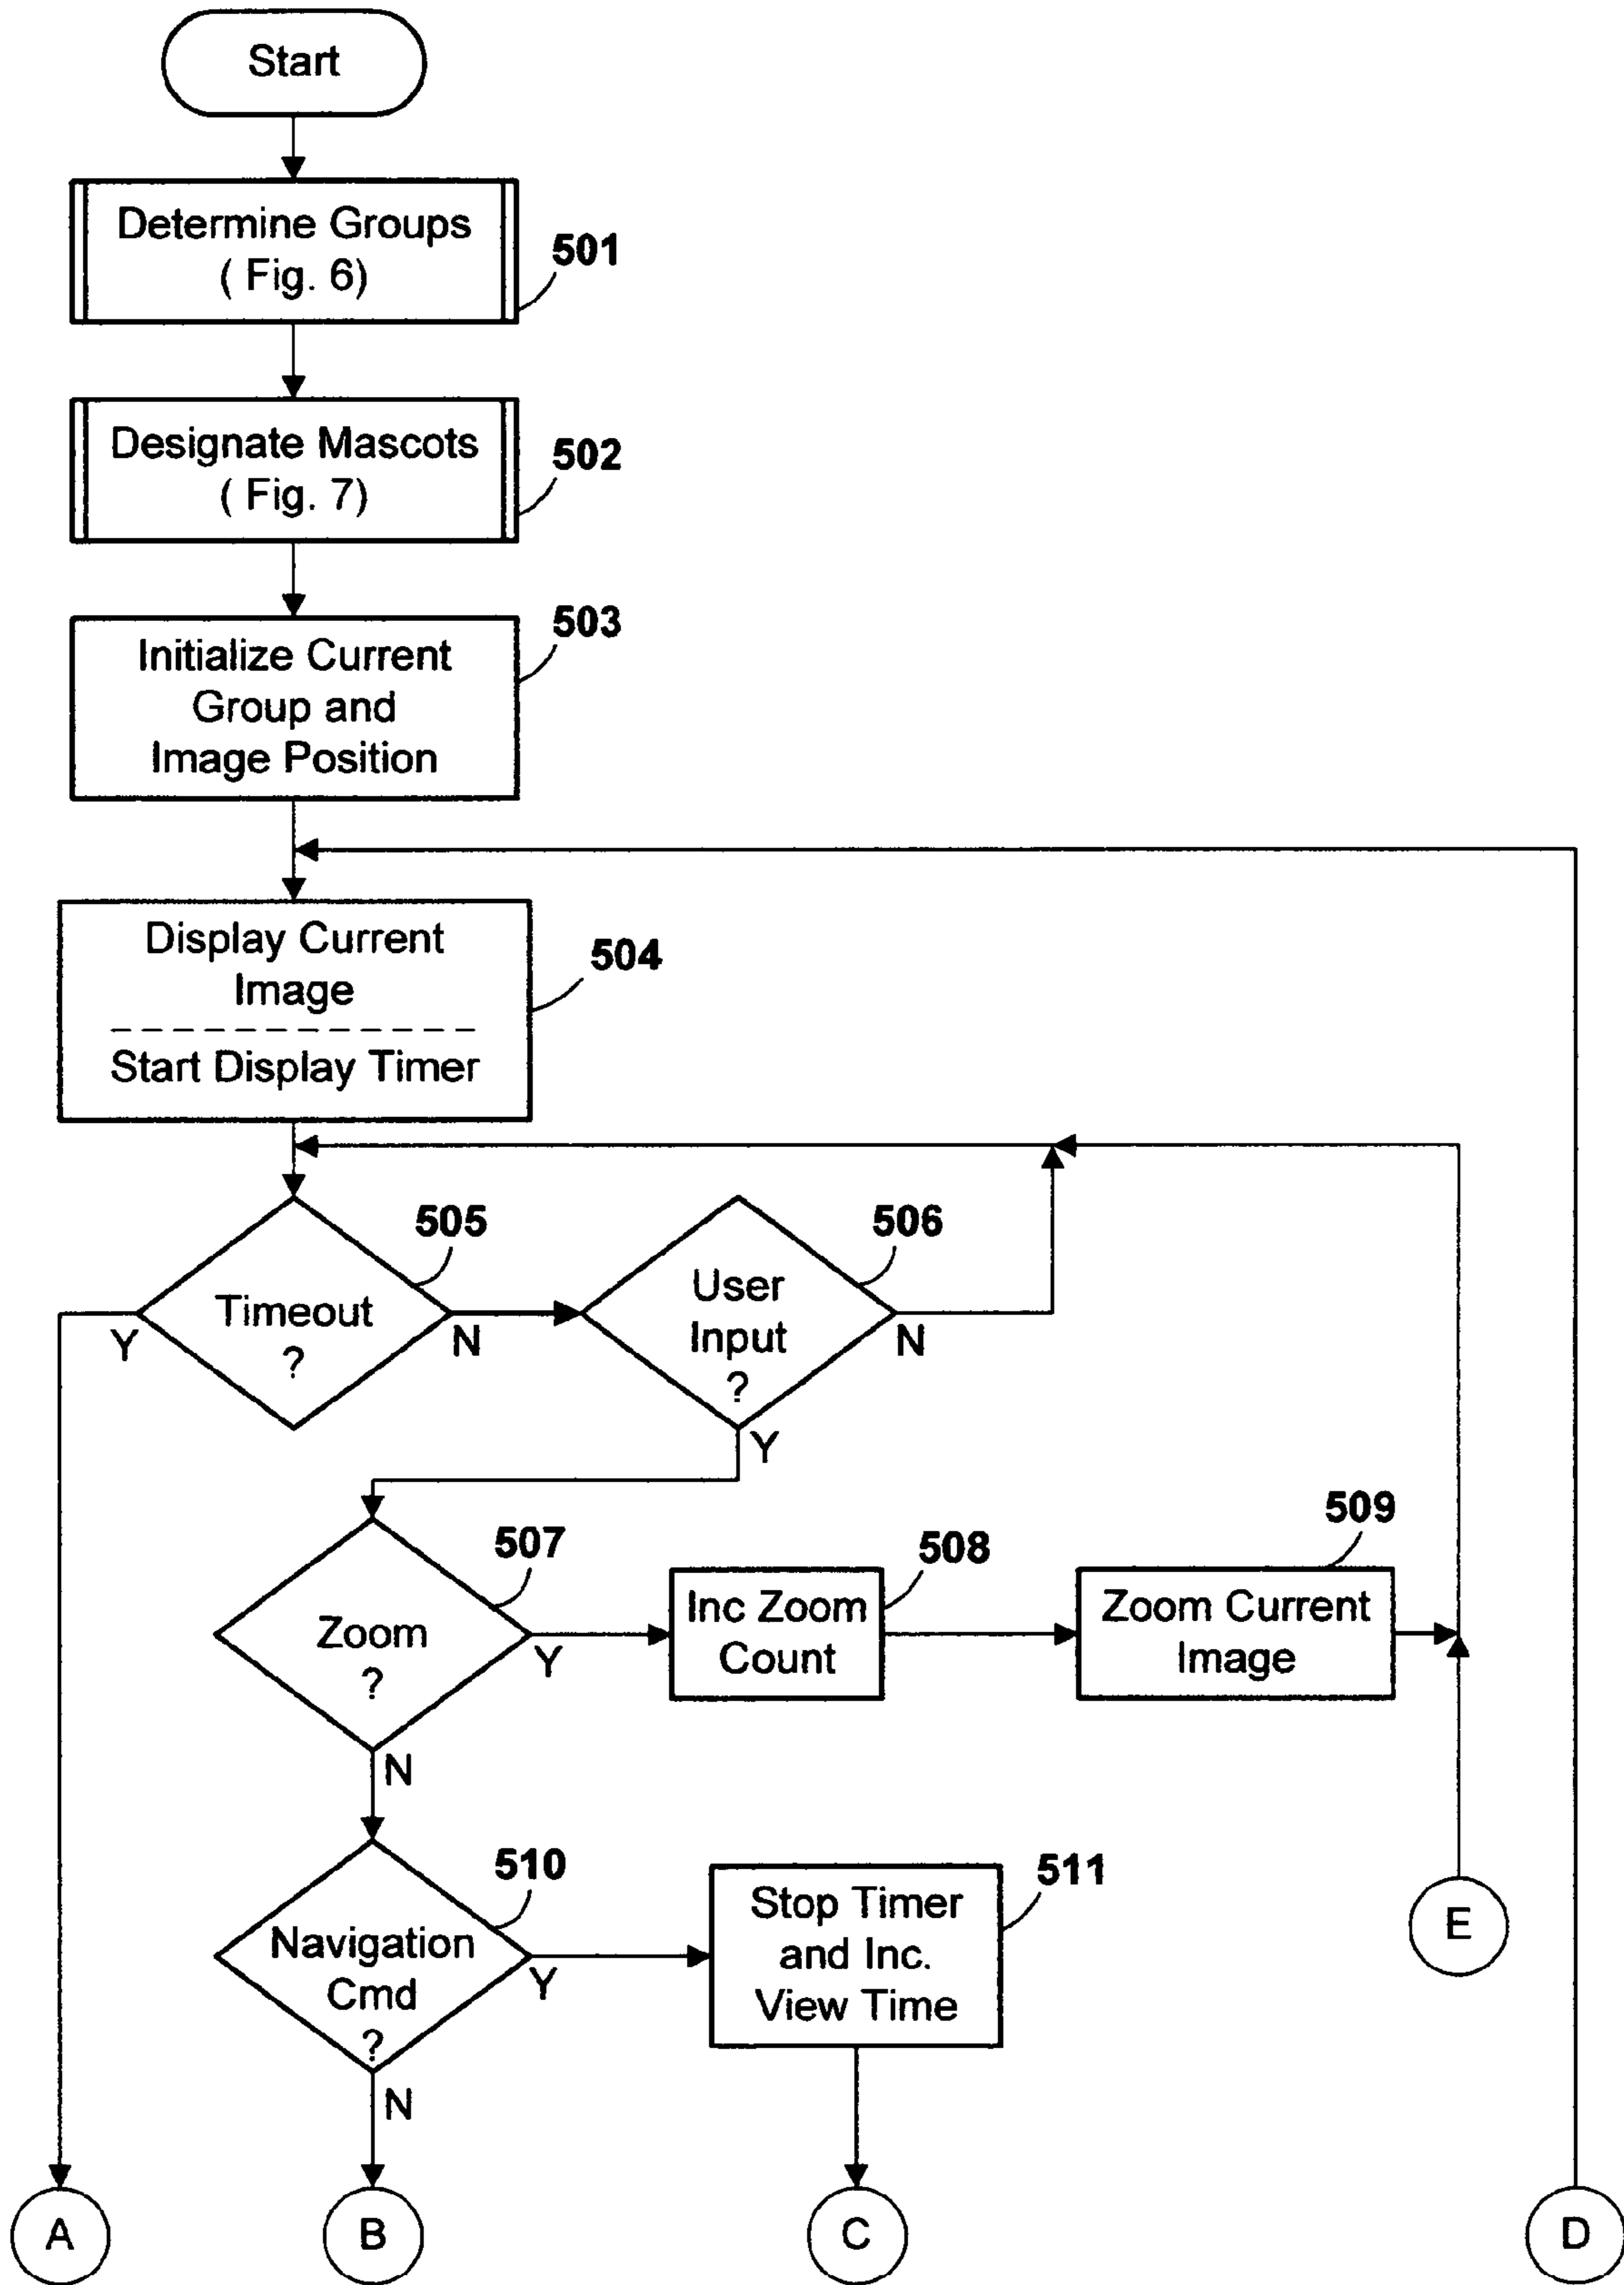 Start
Determine Groups
( Fig. 6)
501
Designate Mascots
( Fig. 7)
502
503
Initialize Current
Group and
Image Position
Display Current
Image
504
Start Display Timer
505
506
Timeout
?
Y
N
User
Input
?
N
Y
507
508
509
Zoom
?
Y
Inc Zoom
Count
Zoom Current
Image
N
510
511
Navigation
Cmd
?
Y
Stop Timer
and Inc.
View Time
E
N
A
B
C
D